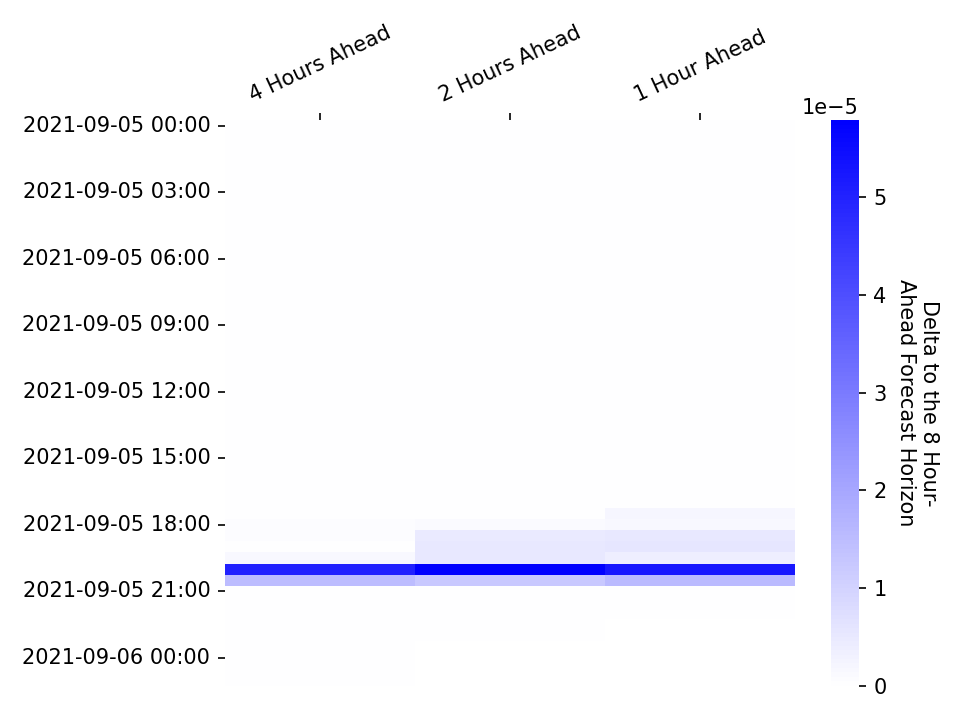 4 Hours Ahead
2 Hours Ahead
1 Hour Ahead
1e−5
2021-09-05 00:00
2021-09-05 03:00
2021-09-05 06:00
2021-09-05 09:00
2021-09-05 12:00
2021-09-05 15:00
2021-09-05 18:00
2021-09-05 21:00
2021-09-06 00:00
5
4
3
2
1
0
Delta to the 8 Hour-
Ahead Forecast Horizon